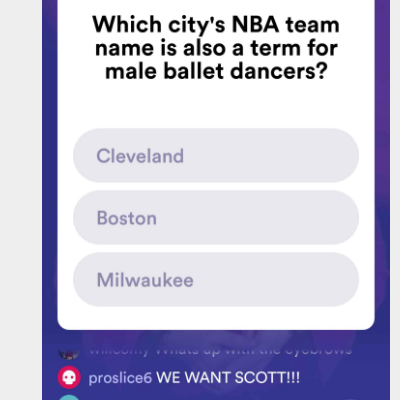 Which city's NBA team
name is also a term for
male ballet dancers?
Cleveland
Boston
Milwaukee
whats up with the eyebrows
proslice6 WE WANT SCOTT!!!